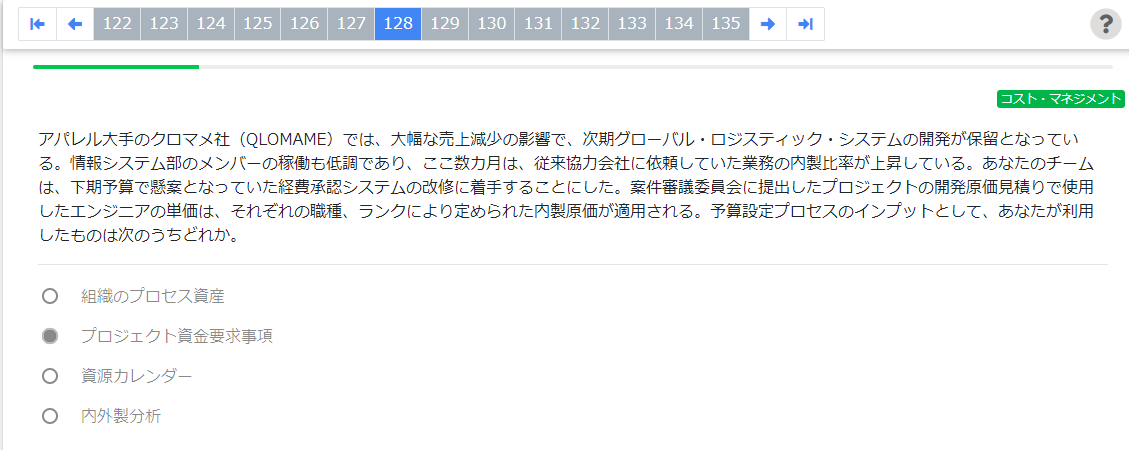 122 123 124 125 126 127 128 129 130 131 132 133 134 135
?
コスト・マネジメント
アパレル大手のクロマメ社（QLOMAME）では、大幅な売上減少の影響で、次期グローバル・ロジスティック・システムの開発が保留となってい
る。情報システム部のメンバーの稼働も低調であり、ここ数カ月は、従来協力会社に依頼していた業務の内製比率が上昇している。あなたのチーム
は、下期予算で懸案となっていた経費承認システムの改修に着手することにした。案件審議委員会に提出したプロジェクトの開発原価見積りで使用
したエンジニアの単価は、それぞれの職種、ランクにより定められた内製原価が適用される。予算設定プロセスのインプットとして、あなたが利用
したものは次のうちどれか。
組織のプロセス資産
プロジェクト資金要求事項
資源カレンダー
内外製分析